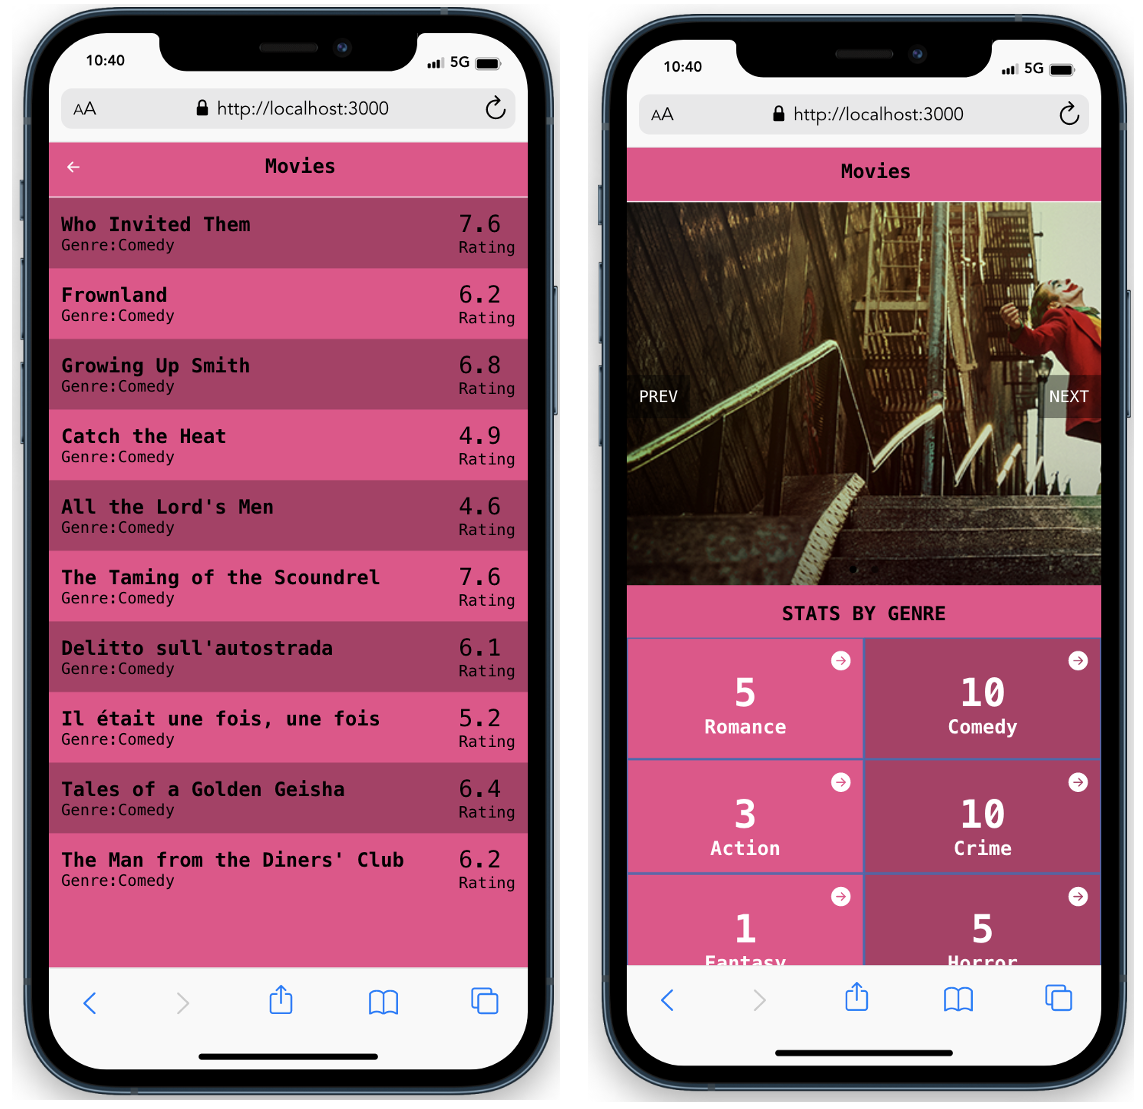 10:40
5G
AA
http://localhost:3000
Movies
Who Invited Them
Genre:Comedy
7.6
Rating
Frownland
Genre:Comedy
6.2
Rating
Growing Up Smith
Genre:Comedy
6.8
Rating
Catch the Heat
Genre:Comedy
4.9
Rating
All the Lord's Men
Genre:Comedy
4.6
Rating
The Taming of the Scoundrel
Genre:Comedy
7.6
Rating
Delitto sull'autostrada
Genre:Comedy
6.1
Rating
Il était une fois, une fois
Genre:Comedy
5.2
Rating
Tales of a Golden Geisha
Genre:Comedy
6.4
Rating
The Man from the Diners' Club
Genre:Comedy
6.2
Rating
10:40
5G
AA
http://localhost:3000
Movies
PREV
NEXT
STATS BY GENRE
5
Romance
10
Comedy
3
Action
10
Crime
1
Fantasy
5
Horror